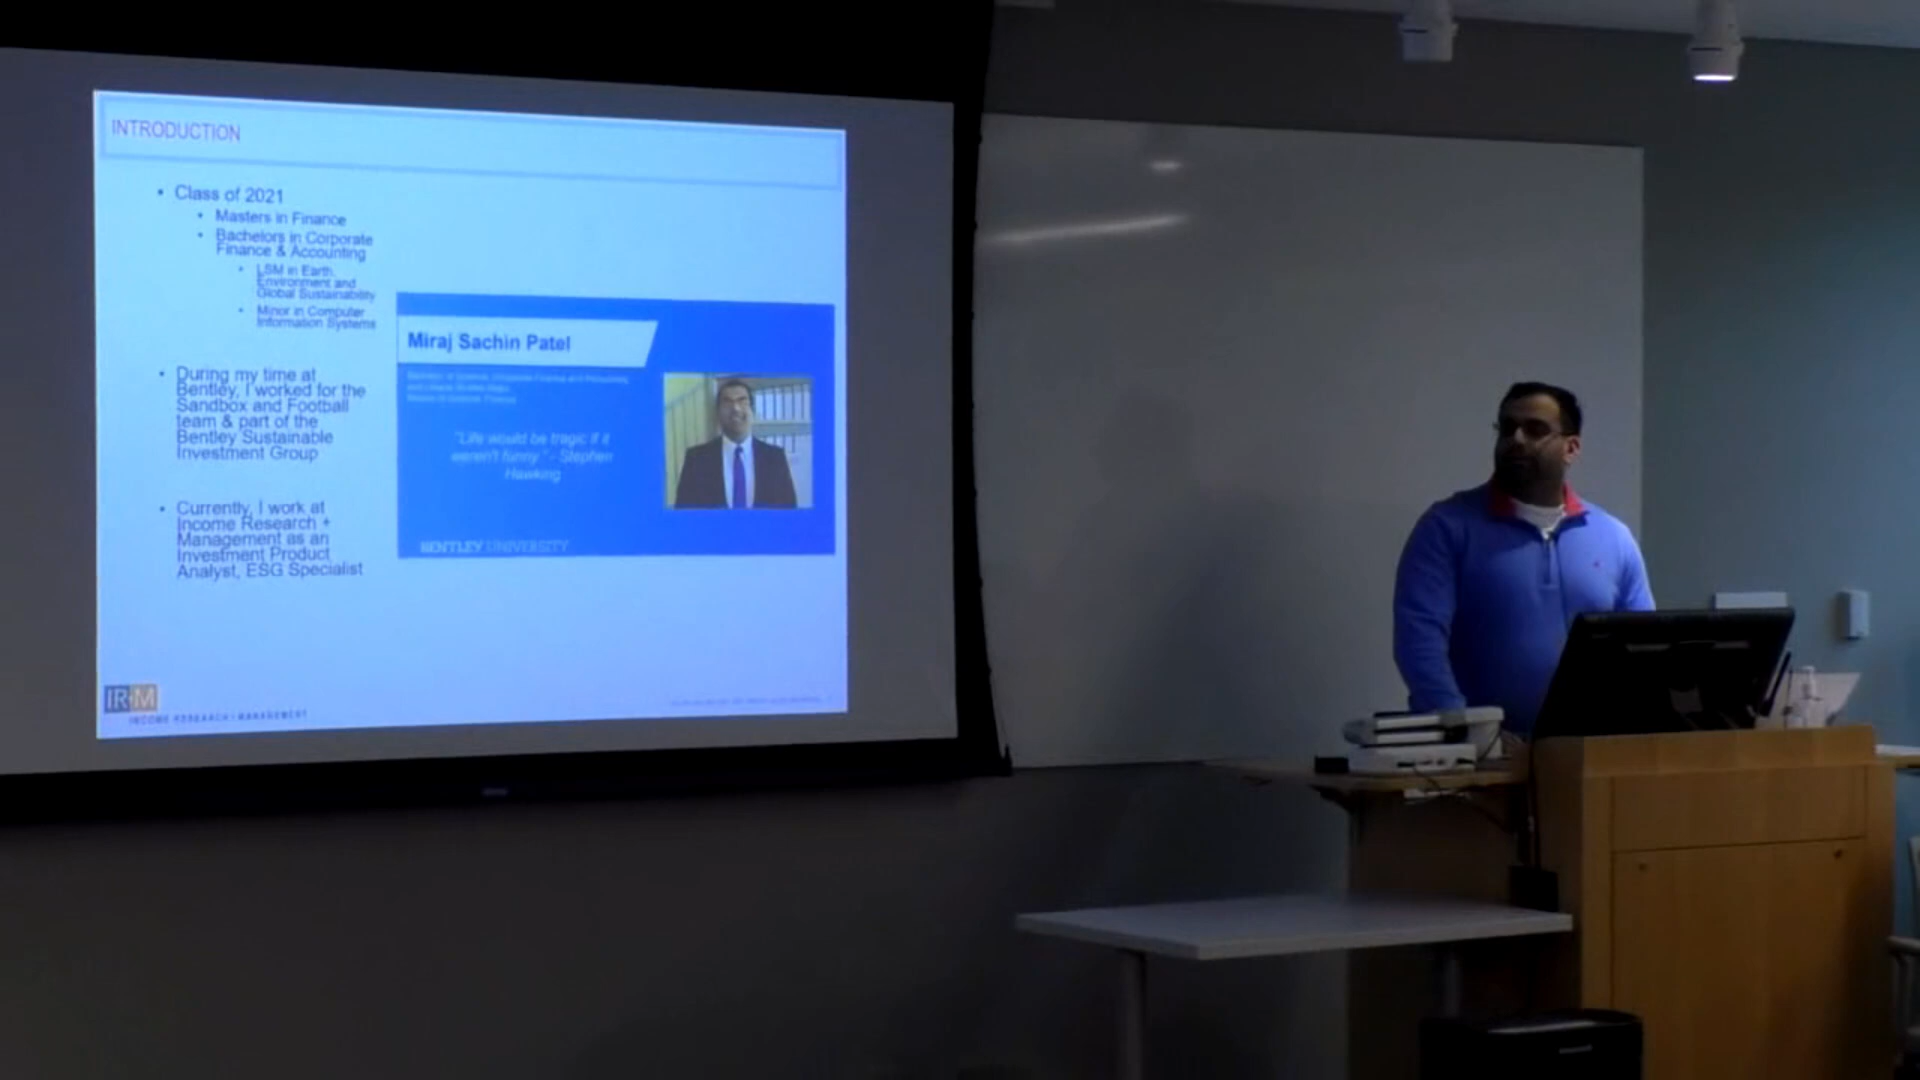 INTRODUCTION
• Class of 2021
• Masters in Finance
• Bachelors in Corporate
Finance & Accounting
• LSM in Earth,
Environment and
Global Sustainability
• Minor in Computer
Information Systems
• During my time at
Bentley, I worked for the
Sandbox and Football
team & part of the
Bentley Sustainable
Investment Group
• Currently, I work at
Income Research +
Management as an
Investment Product
Analyst, ESG Specialist
Miraj Sachin Patel
"Life would be tragic if it
weren't funny." - Stephen
Hawking
BENTLEY UNIVERSITY
IR+M
INCOME RESEARCH + MANAGEMENT